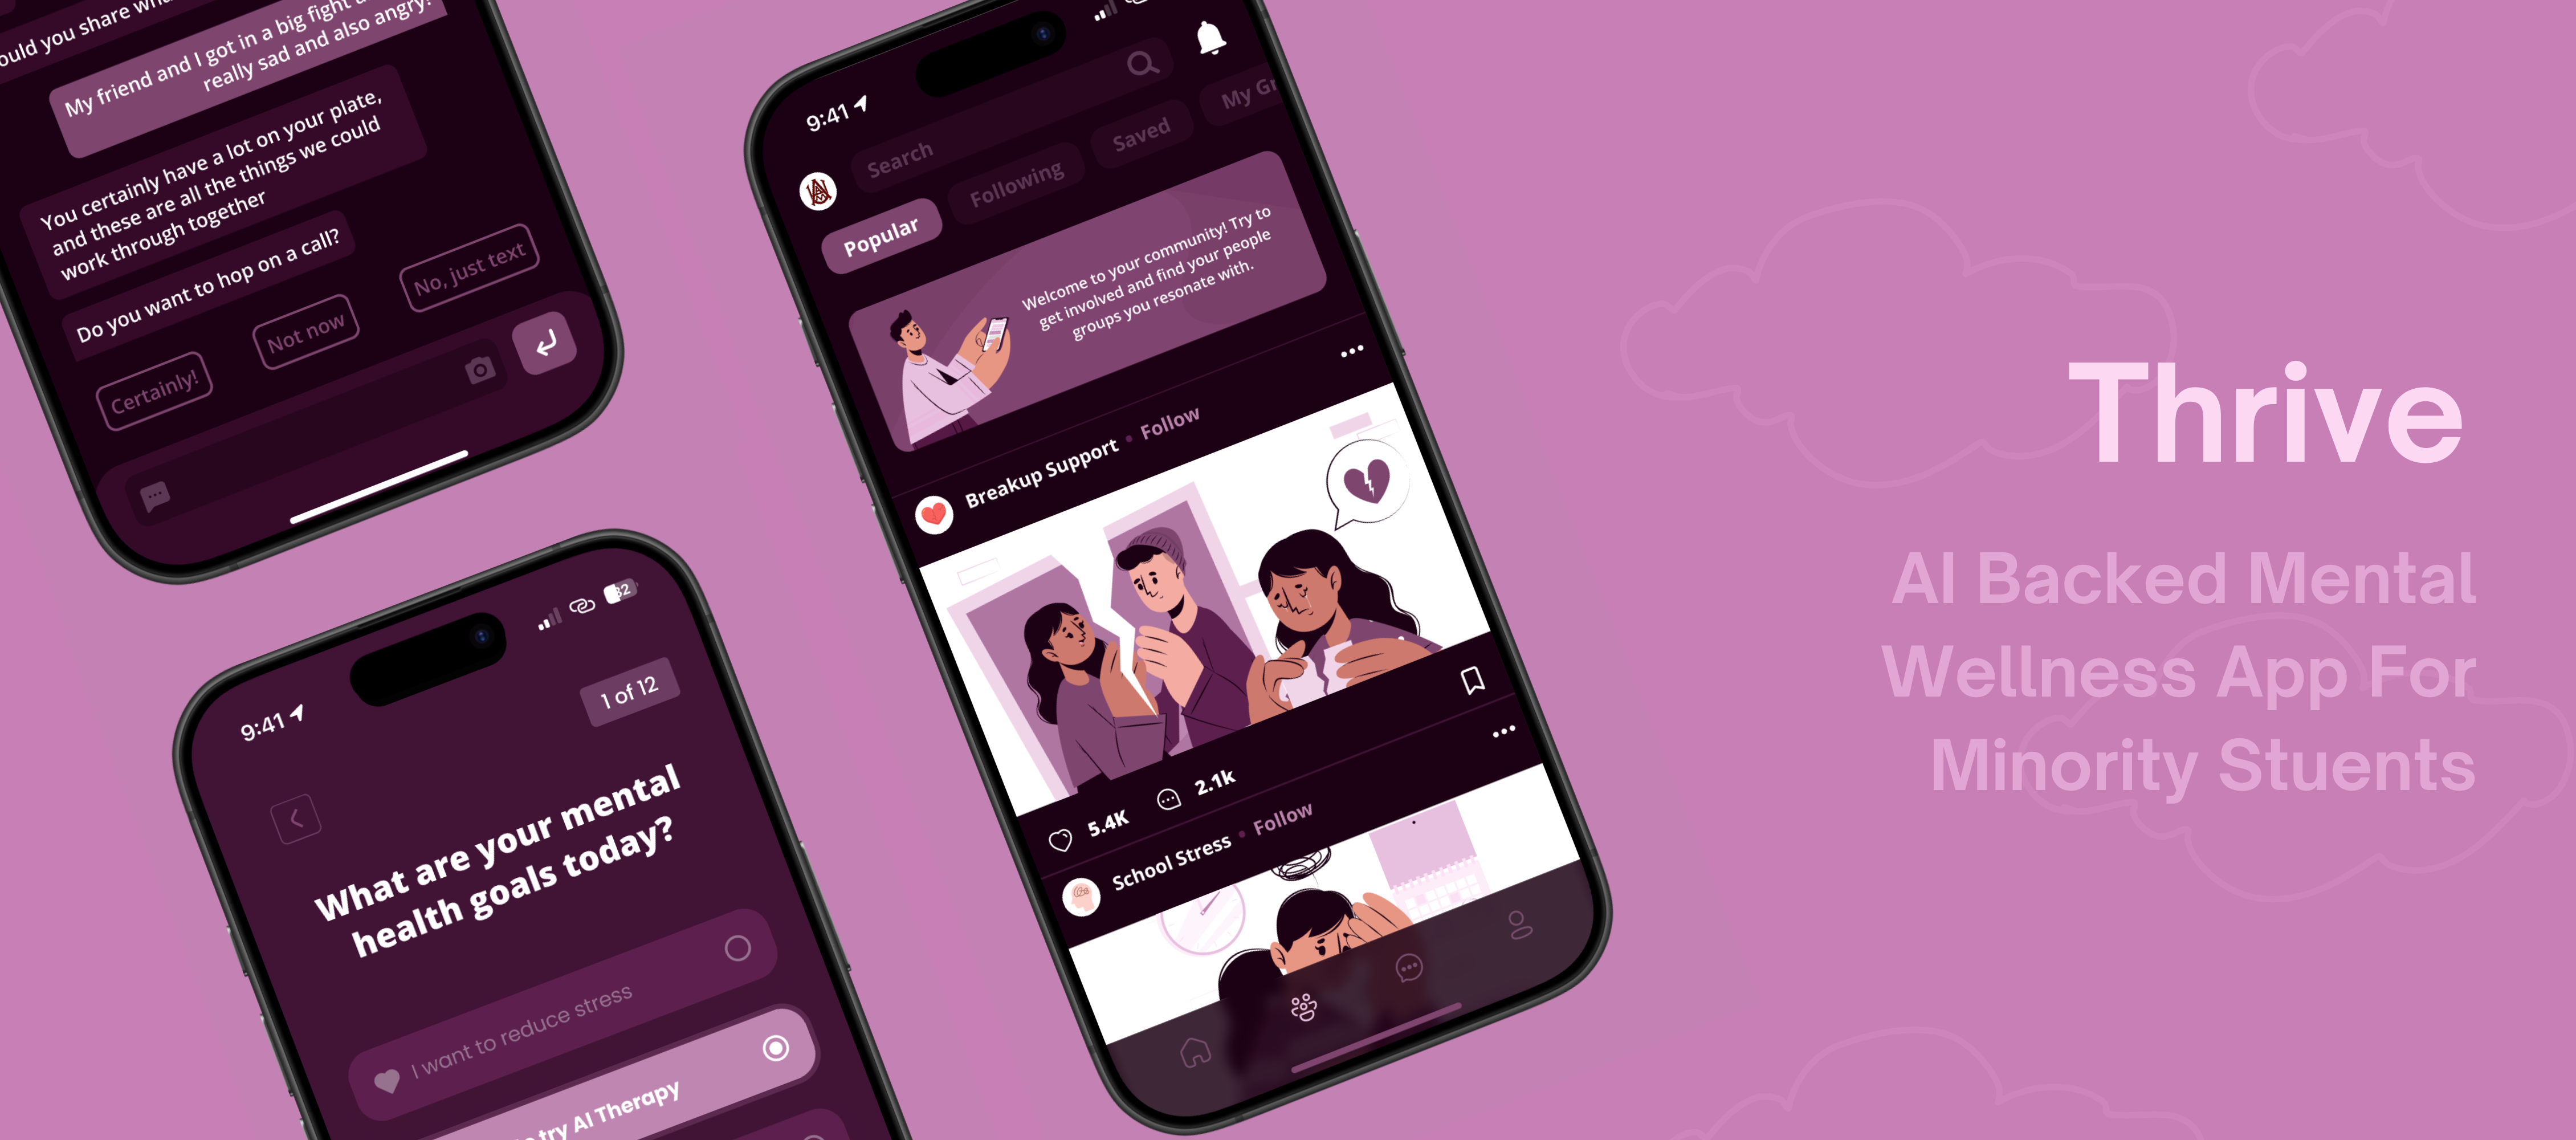 ould you share wha
My friend and I got in a big fight a
really sad and also angry!
You certainly have a lot on your plate,
and these are all the things we could
work through together
Do you want to hop on a call?
Certainly!
Not now
No, just text
9:41
32
1 of 12
What are your mental
health goals today?
I want to reduce stress
try AI Therapy
9:41
Search
Popular
Following
Saved
My Gr
Welcome to your community! Try to
get involved and find your people
groups you resonate with.
Breakup Support • Follow
5.4K
2.1k
School Stress • Follow
Thrive
AI Backed Mental
Wellness App For
Minority Stuents